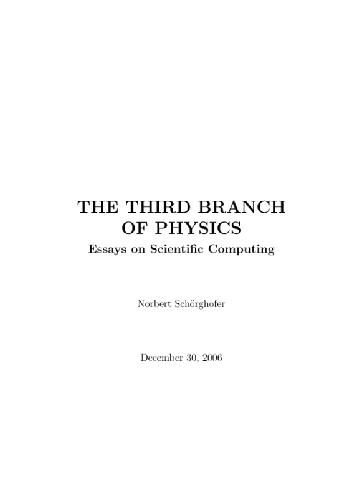 THE THIRD BRANCH
OF PHYSICS
Essays on Scientific Computing
Norbert Schörghofer
December 30, 2006